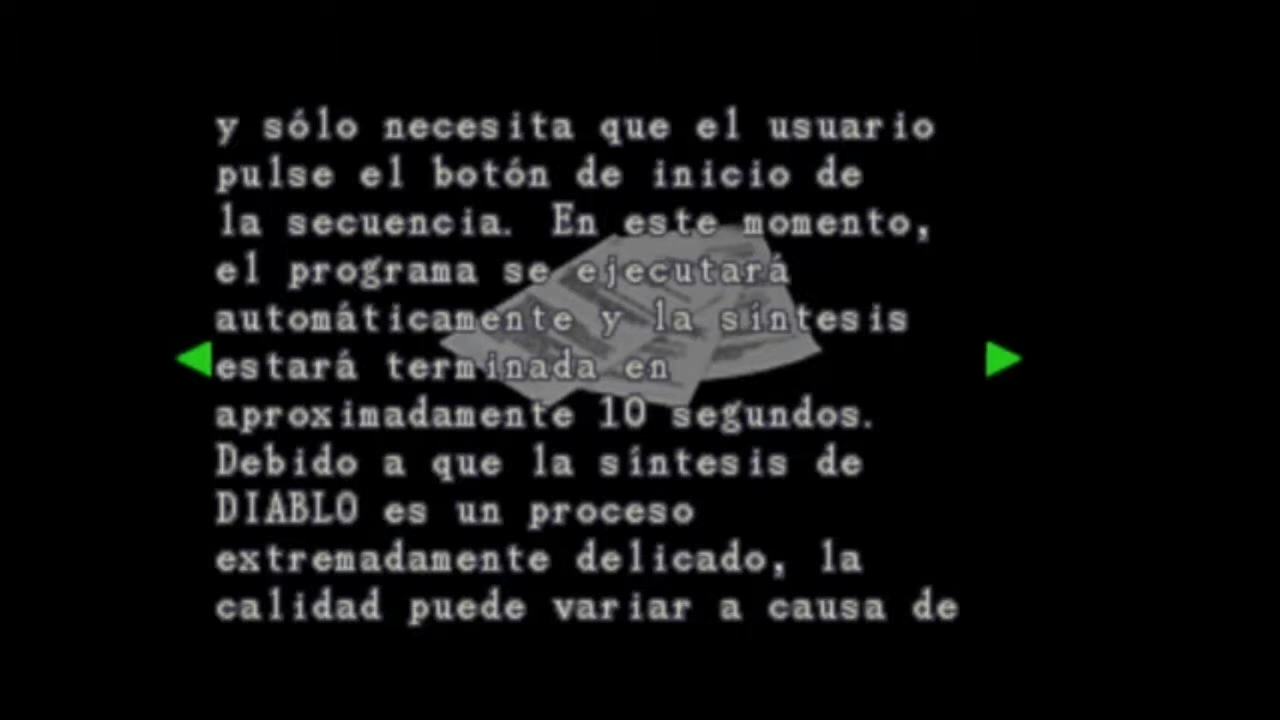 y sólo necesita que el usuario
pulse el botón de inicio de
la secuencia. En este momento,
el programa se ejecutará
automáticamente y la síntesis
estará terminada en
aproximadamente 10 segundos.
Debido a que la síntesis de
DIABLO es un proceso
extremadamente delicado, la
calidad puede variar a causa de